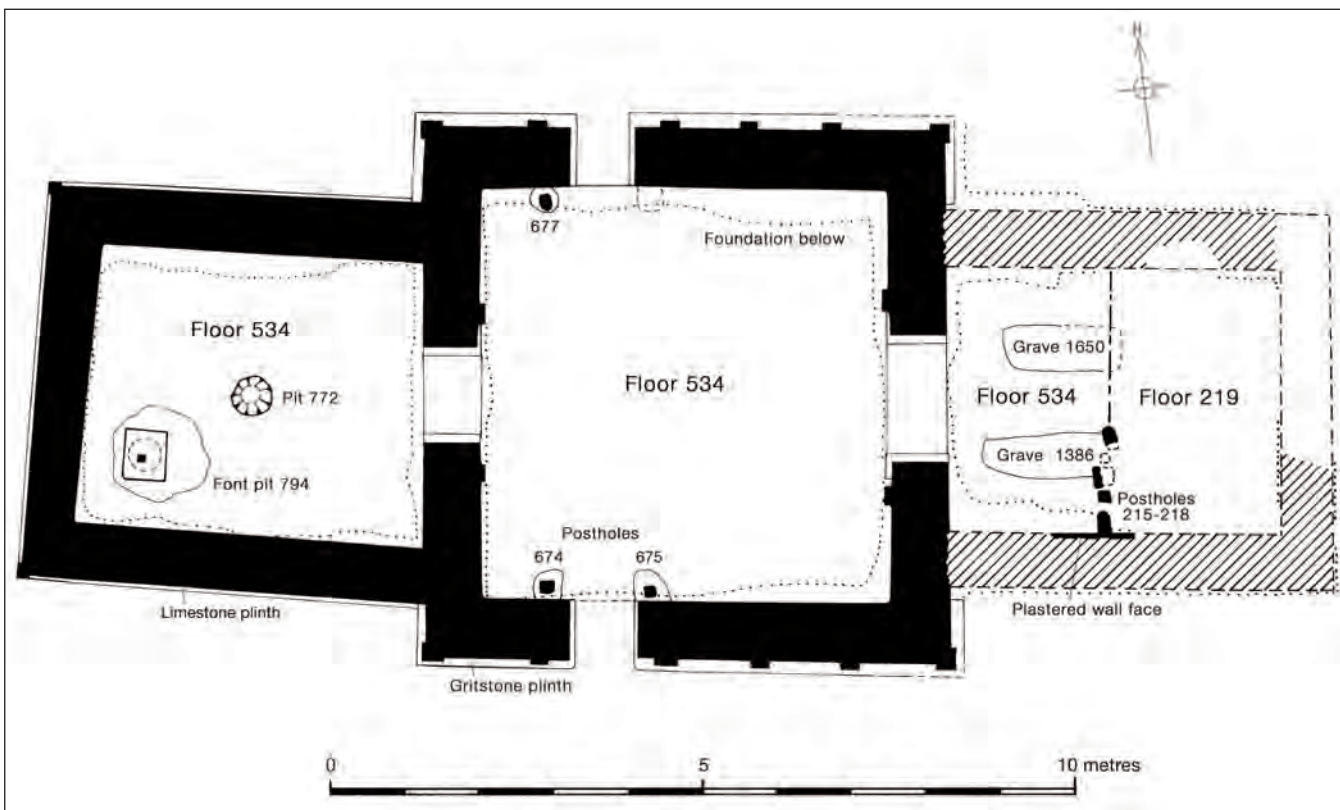 N
677
Foundation below
Floor 534
Grave 1650
Pit 772
Floor 534
Floor 534
Floor 219
Grave 1386
Font pit 794
Postholes
215-218
Postholes
674
675
Limestone plinth
Plastered wall face
Gritstone plinth
0
5
10 metres